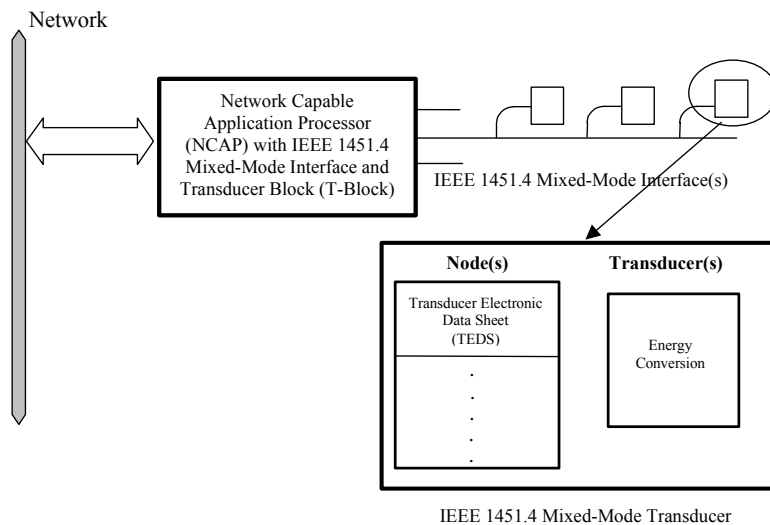 Network
Network Capable
Application Processor
(NCAP) with IEEE 1451.4
Mixed-Mode Interface and
Transducer Block (T-Block)
IEEE 1451.4 Mixed-Mode Interface(s)
Node(s)
Transducer(s)
Transducer Electronic
Data Sheet
(TEDS)
Energy
Conversion
IEEE 1451.4 Mixed-Mode Transducer